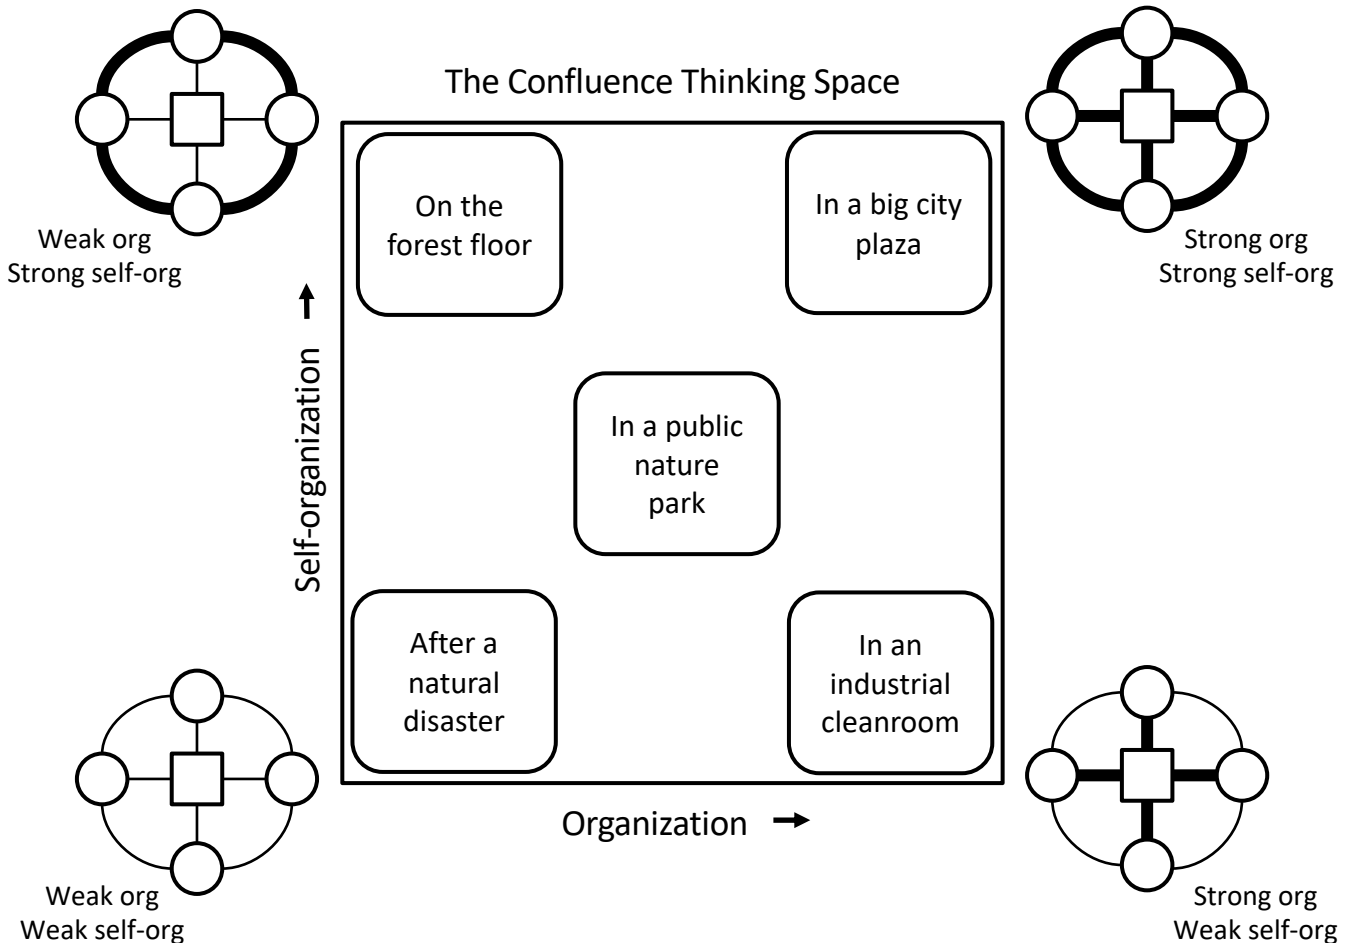 The Confluence Thinking Space
On the
forest floor
In a big city
plaza
Weak org
Strong self-org
Strong org
Strong self-org
Self-organization
In a public
nature
park
After a
natural
disaster
In an
industrial
cleanroom
Organization
Weak org
Weak self-org
Strong org
Weak self-org